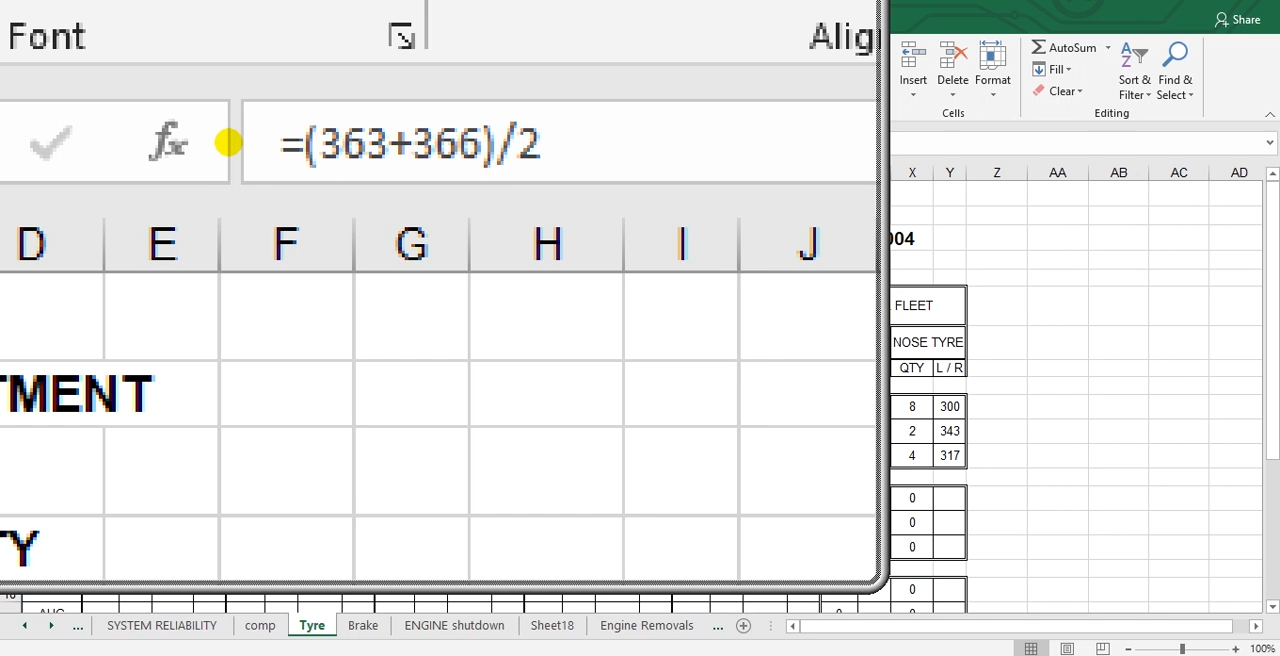 Font
Alig
Share
Insert
Delete
Format
AutoSum
Fill
Clear
Sort & Filter
Find & Select
Cells
Editing
fx
=(363+366)/2
D E F G H I J
X Y Z AA AB AC AD
004
TMENT
TY
FLEET
NOSE TYRE
QTY L / R
8 300
2 343
4 317
0
0
0
0
... SYSTEM RELIABILITY comp Tyre Brake ENGINE shutdown Sheet18 Engine Removals ...
100%